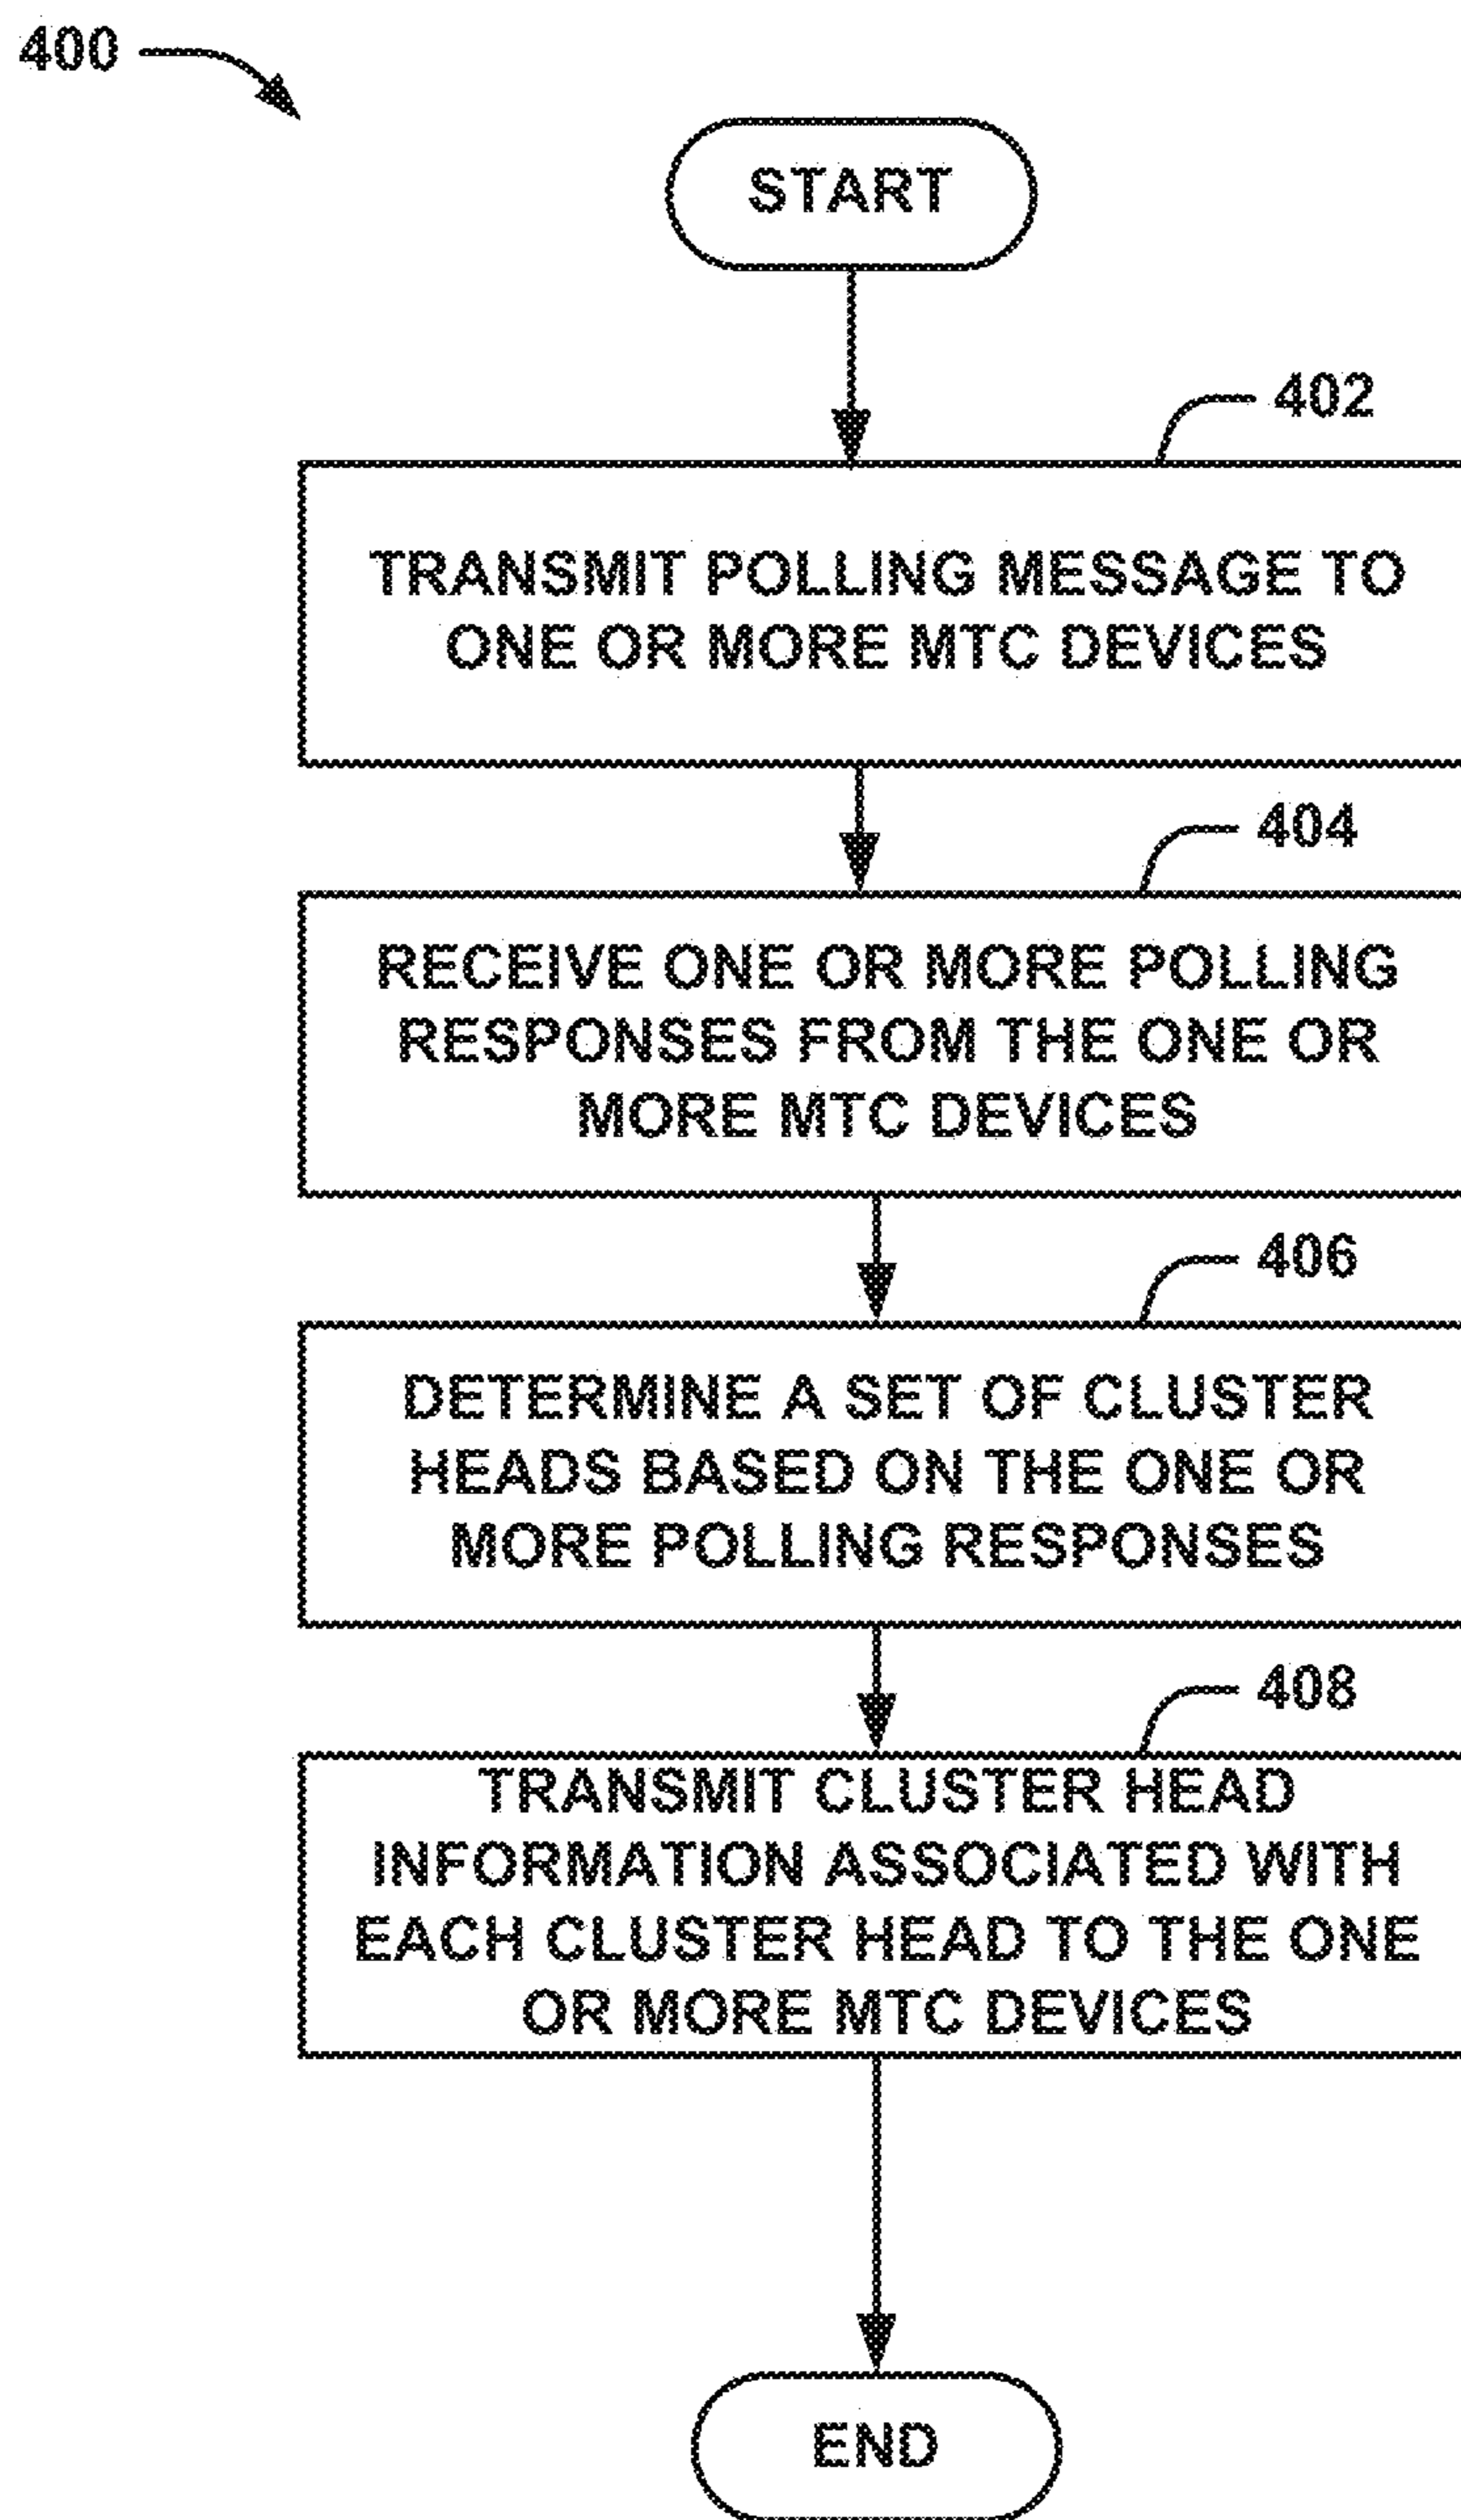 400
START
402
TRANSMIT POLLING MESSAGE TO
ONE OR MORE MTC DEVICES
404
RECEIVE ONE OR MORE POLLING
RESPONSES FROM THE ONE OR
MORE MTC DEVICES
406
DETERMINE A SET OF CLUSTER
HEADS BASED ON THE ONE OR
MORE POLLING RESPONSES
408
TRANSMIT CLUSTER HEAD
INFORMATION ASSOCIATED WITH
EACH CLUSTER HEAD TO THE ONE
OR MORE MTC DEVICES
END